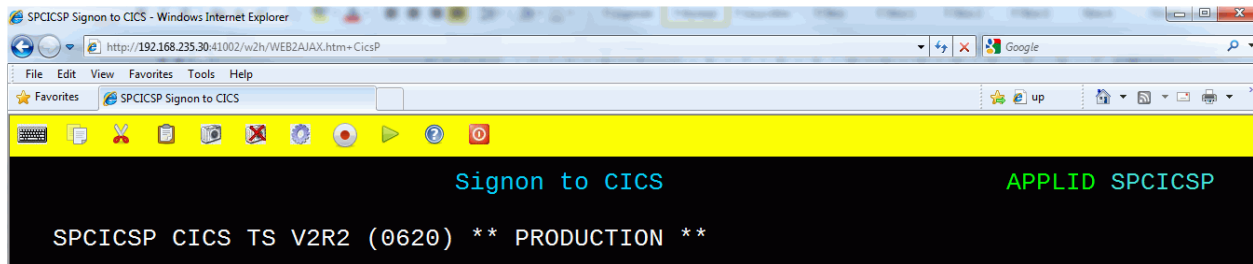 SPCICSP Signon to CICS - Windows Internet Explorer
http://192.168.235.30:41002/w2h/WEB2AJAX.htm+CicsP
Google
File Edit View Favorites Tools Help
Favorites SPCICSP Signon to CICS up
Signon to CICS APPLID SPCICSP
SPCICSP CICS TS V2R2 (0620) ** PRODUCTION **